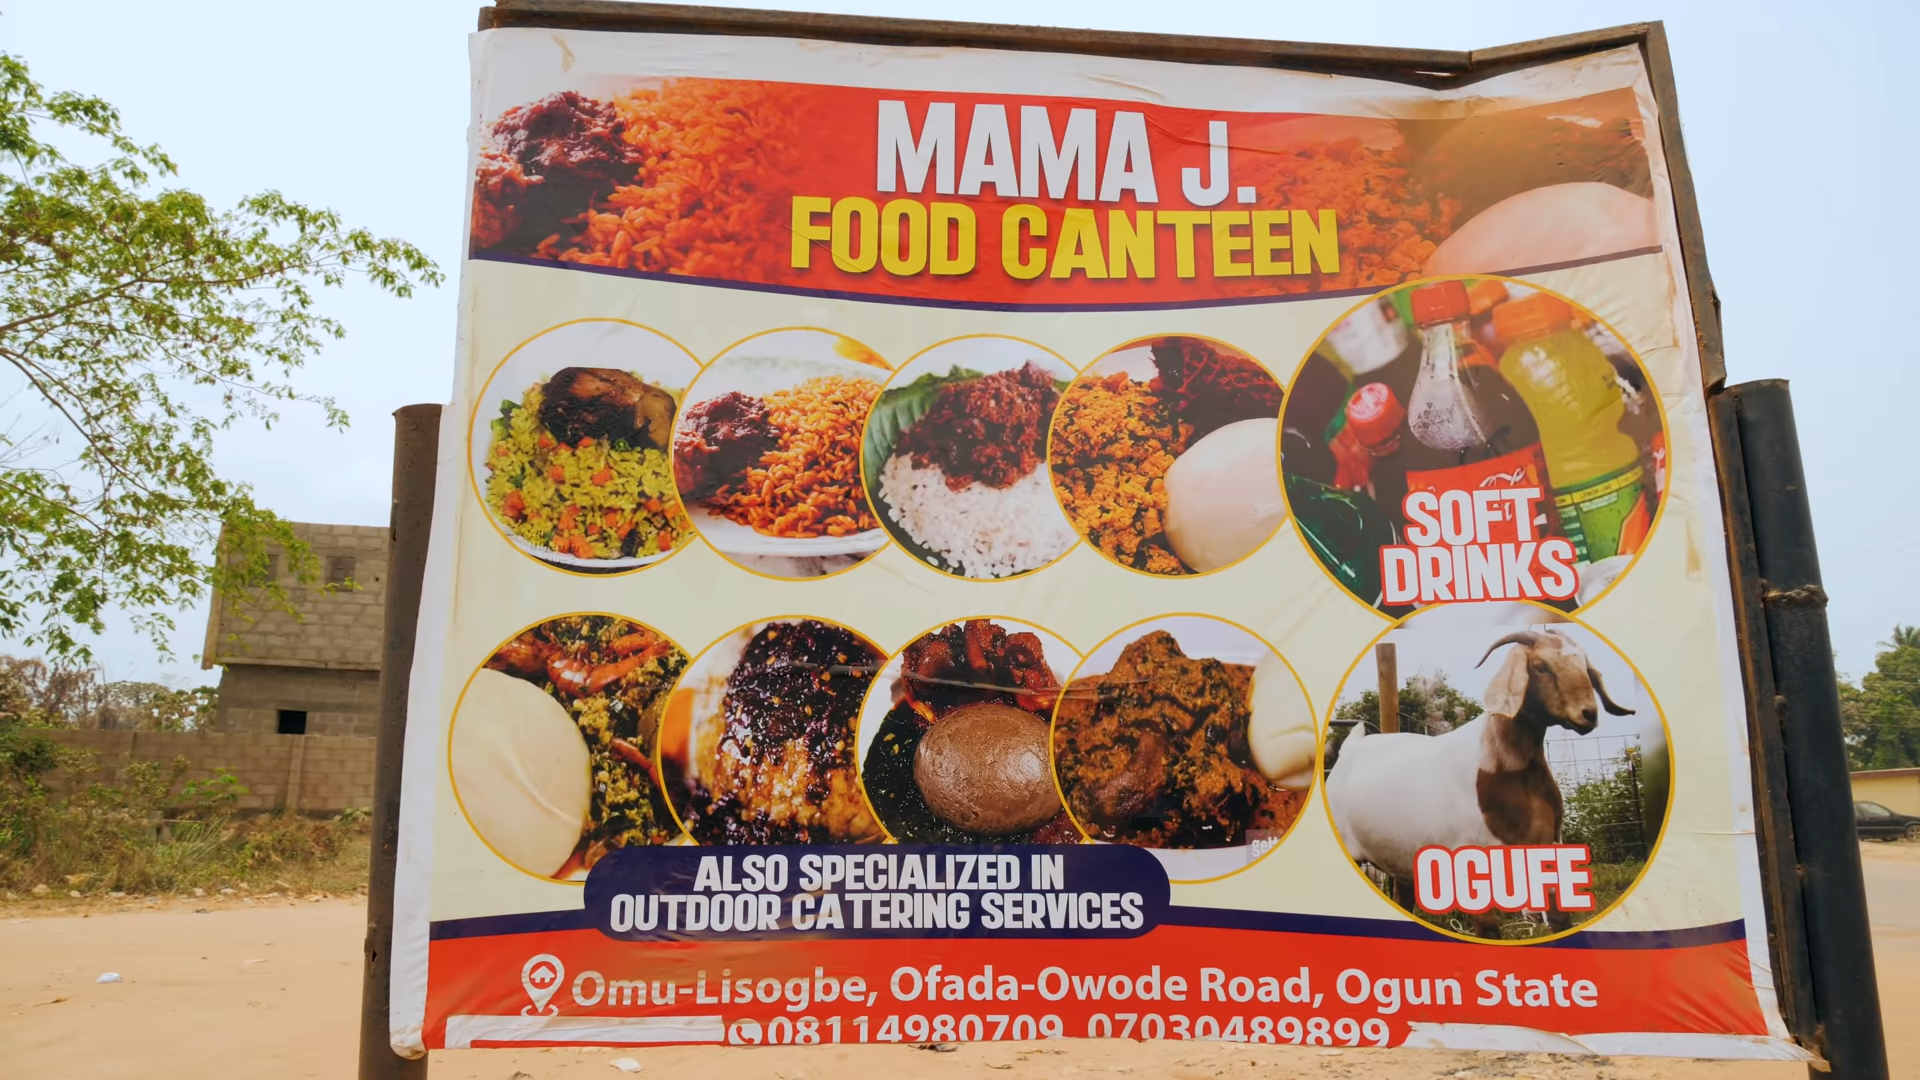 MAMA J.
FOOD CANTEEN
SOFT
DRINKS
OGUFE
ALSO SPECIALIZED IN
OUTDOOR CATERING SERVICES
Omu-Lisogbe, Ofada-Owode Road, Ogun State
08114980709, 07030489899